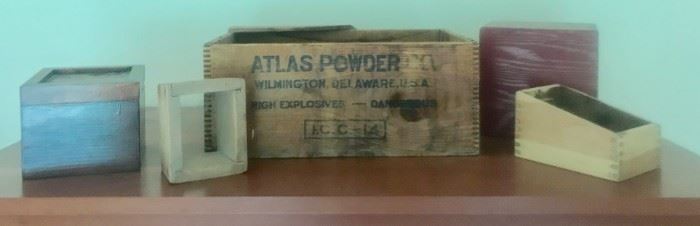 ATLAS POWDER CO.
WILMINGTON, DELAWARE, U.S.A.
HIGH EXPLOSIVES — DANGEROUS
I.C.C-14